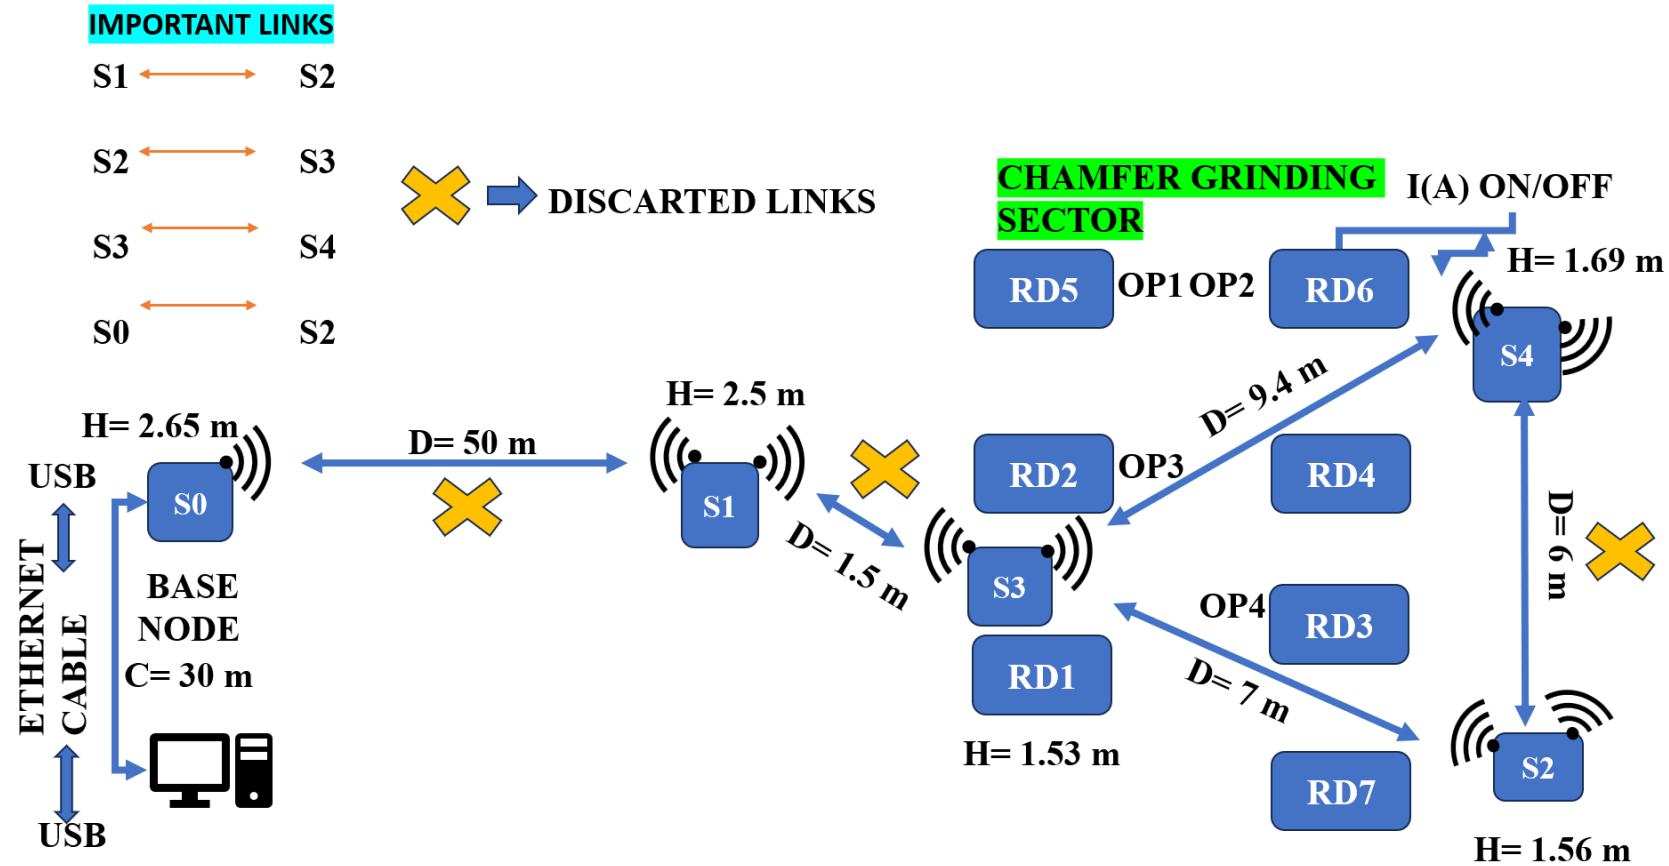 IMPORTANT LINKS
S1 S2
S2 S3
S3 S4
S0 S2
DISCARTED LINKS
CHAMFER GRINDING
SECTOR
I(A) ON/OFF
H= 1.69 m
RD5 OP1 OP2 RD6
S4
D= 9.4 m
H= 2.65 m
D= 50 m
H= 2.5 m
USB
S0
S1
RD2 OP3 RD4
D= 1.5 m
S3
D= 6 m
ETHERNET
CABLE
BASE
NODE
C= 30 m
OP4 RD3
RD1
D= 7 m
H= 1.53 m
S2
RD7
USB
H= 1.56 m